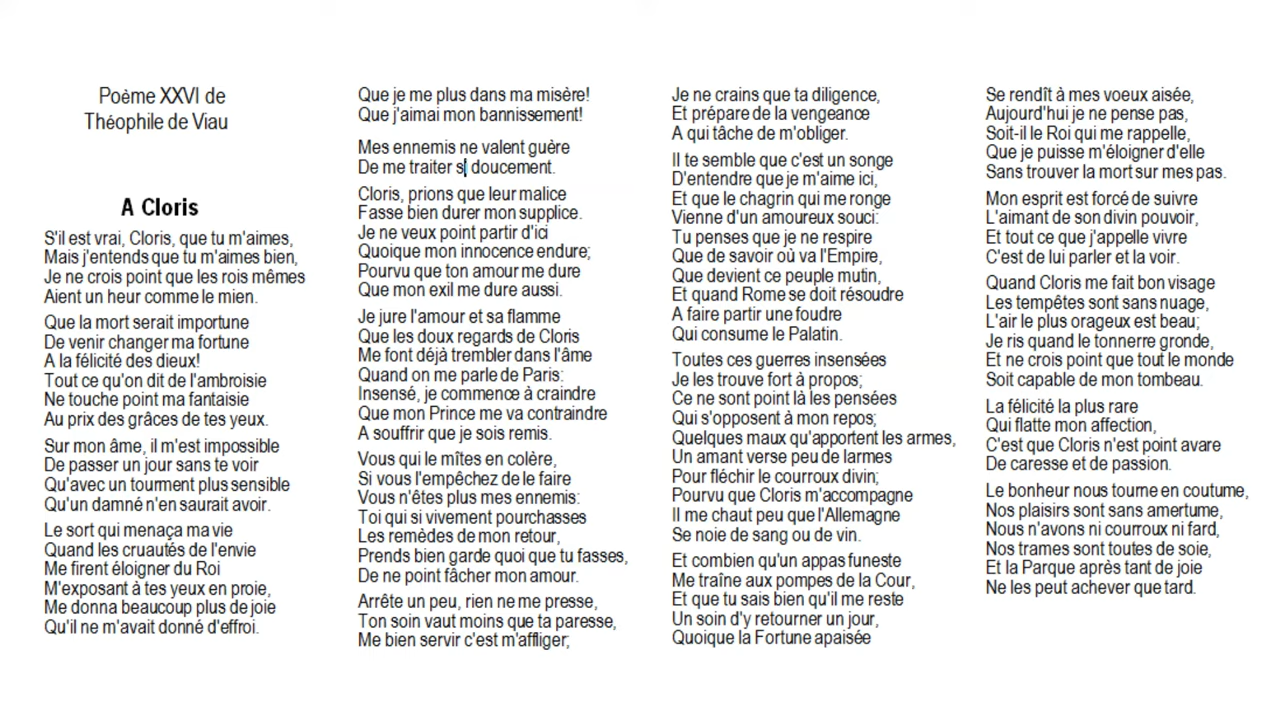 Poème XXVI de
Théophile de Viau
A Cloris
S'il est vrai, Cloris, que tu m'aimes,
Mais j'entends que tu m'aimes bien,
Je ne crois point que les rois mêmes
Aient un heur comme le mien.
Que la mort serait importune
De venir changer ma fortune
A la félicité des dieux!
Tout ce qu'on dit de l'ambroisie
Ne touche point ma fantaisie
Au prix des grâces de tes yeux.
Sur mon âme, il m'est impossible
De passer un jour sans te voir
Qu'avec un tourment plus sensible
Qu'un damné n'en saurait avoir.
Le sort qui menaça ma vie
Quand les cruautés de l'envie
Me firent éloigner du Roi
M'exposant à tes yeux en proie,
Me donna beaucoup plus de joie
Qu'il ne m'avait donné d'effroi.
Que je me plus dans ma misère!
Que j'aimai mon bannissement!
Mes ennemis ne valent guère
De me traiter si doucement.
Cloris, prions que leur malice
Fasse bien durer mon supplice.
Je ne veux point partir d'ici
Quoique mon innocence endure;
Pourvu que ton amour me dure
Que mon exil me dure aussi.
Je jure l'amour et sa flamme
Que les doux regards de Cloris
Me font déjà trembler dans l'âme
Quand on me parle de Paris:
Insensé, je commence à craindre
Que mon Prince me va contraindre
A souffrir que je sois remis.
Vous qui le mîtes en colère,
Si vous l'empêchez de le faire
Vous n'êtes plus mes ennemis:
Toi qui si vivement pourchasses
Les remèdes de mon retour,
Prends bien garde quoi que tu fasses,
De ne point fâcher mon amour.
Arrête un peu, rien ne me presse,
Ton soin vaut moins que ta paresse,
Me bien servir c'est m'affliger;
Je ne crains que ta diligence,
Et prépare de la vengeance
A qui tâche de m'obliger.
Il te semble que c'est un songe
D'entendre que je m'aime ici,
Et que le chagrin qui me ronge
Vienne d'un amoureux souci:
Tu penses que je ne respire
Que de savoir où va l'Empire,
Que devient ce peuple mutin,
Et quand Rome se doit résoudre
A faire partir une foudre
Qui consume le Palatin.
Toutes ces guerres insensées
Je les trouve fort à propos;
Ce ne sont point là les pensées
Qui s'opposent à mon repos;
Quelques maux qu'apportent les armes,
Un amant verse peu de larmes
Pour fléchir le courroux divin;
Pourvu que Cloris m'accompagne
Il me chaut peu que l'Allemagne
Se noie de sang ou de vin.
Et combien qu'un appas funeste
Me traîne aux pompes de la Cour,
Et que tu sais bien qu'il me reste
Un soin d'y retourner un jour,
Quoique la Fortune apaisée
Se rendît à mes voeux aisée,
Aujourd'hui je ne pense pas,
Soit-il le Roi qui me rappelle,
Que je puisse m'éloigner d'elle
Sans trouver la mort sur mes pas.
Mon esprit est forcé de suivre
L'aimant de son divin pouvoir,
Et tout ce que j'appelle vivre
C'est de lui parler et la voir.
Quand Cloris me fait bon visage
Les tempêtes sont sans nuage,
L'air le plus orageux est beau;
Je ris quand le tonnerre gronde,
Et ne crois point que tout le monde
Soit capable de mon tombeau.
La félicité la plus rare
Qui flatte mon affection,
C'est que Cloris n'est point avare
De caresse et de passion.
Le bonheur nous tourne en coutume,
Nos plaisirs sont sans amertume,
Nous n'avons ni courroux ni fard,
Nos trames sont toutes de soie,
Et la Parque après tant de joie
Ne les peut achever que tard.